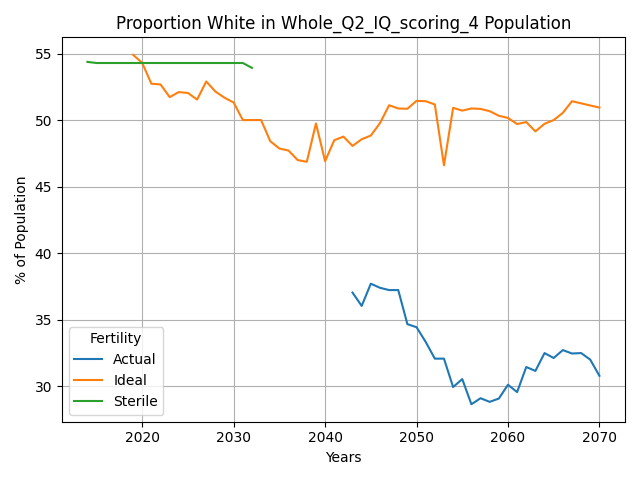 Proportion White in Whole_Q2_IQ_scoring_4 Population
% of Population
55
50
45
40
35
30
Fertility
Actual
Ideal
Sterile
2020 2030 2040 2050 2060 2070
Years